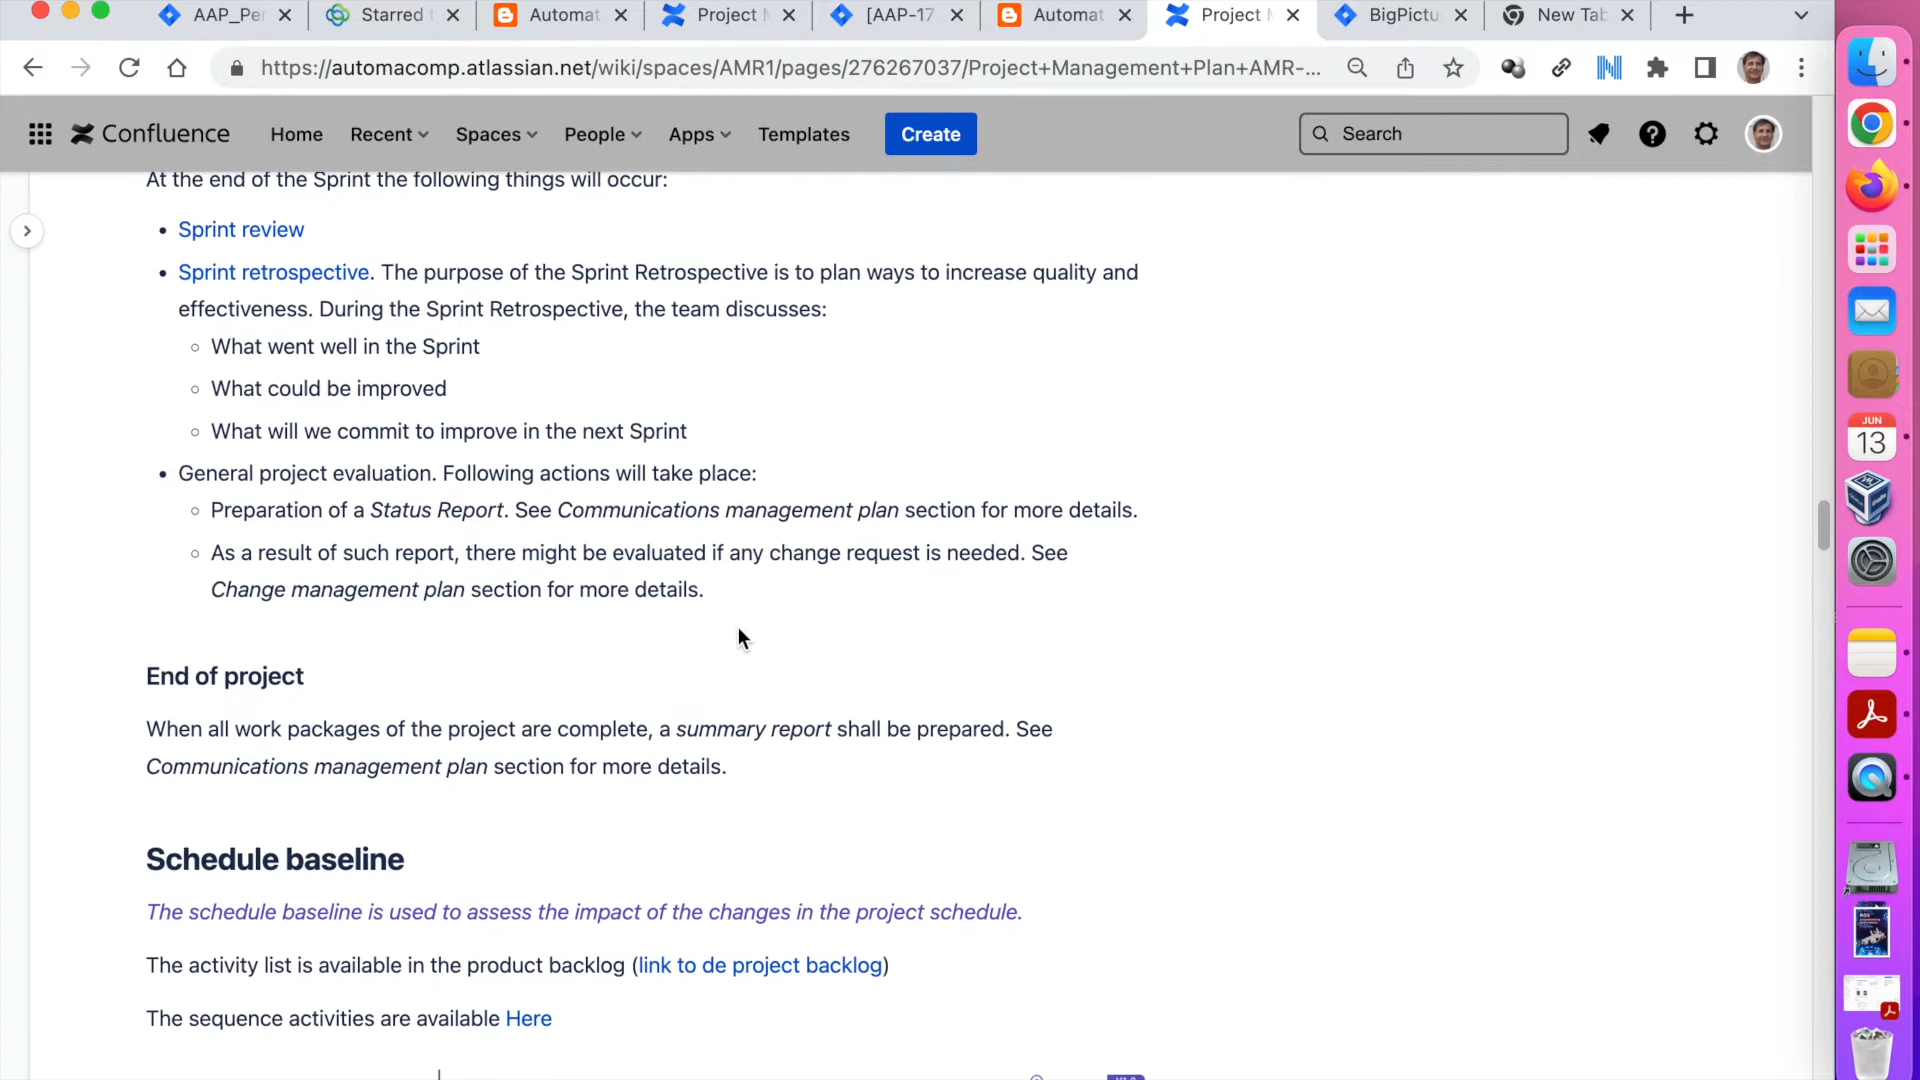 AAP_Per
Starred
Automat
Project M
[AAP-17
Automat
Project M
BigPictu
New Tab
https://automacomp.atlassian.net/wiki/spaces/AMR1/pages/276267037/Project+Management+Plan+AMR-...
Confluence
Home
Recent
Spaces
People
Apps
Templates
Create
Search
At the end of the Sprint the following things will occur:
• Sprint review
• Sprint retrospective. The purpose of the Sprint Retrospective is to plan ways to increase quality and
effectiveness. During the Sprint Retrospective, the team discusses:
◦ What went well in the Sprint
◦ What could be improved
◦ What will we commit to improve in the next Sprint
• General project evaluation. Following actions will take place:
◦ Preparation of a Status Report. See Communications management plan section for more details.
◦ As a result of such report, there might be evaluated if any change request is needed. See
Change management plan section for more details.
End of project
When all work packages of the project are complete, a summary report shall be prepared. See
Communications management plan section for more details.
Schedule baseline
The schedule baseline is used to assess the impact of the changes in the project schedule.
The activity list is available in the product backlog (link to de project backlog)
The sequence activities are available Here
JUN
13